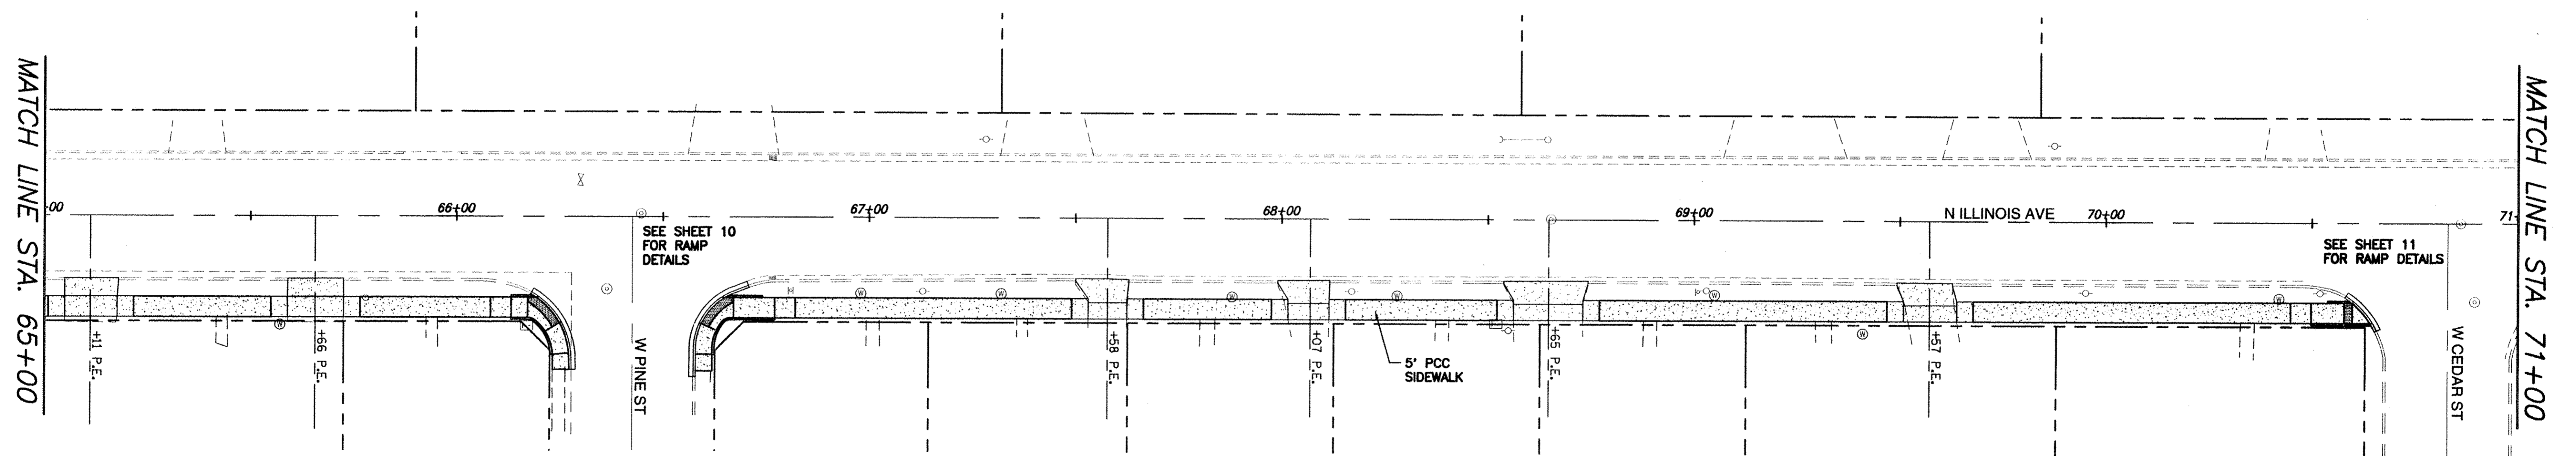 MATCH LINE STA. 65+00
00
66+00
67+00
68+00
69+00
N ILLINOIS AVE
70+00
71
SEE SHEET 10
FOR RAMP
DETAILS
SEE SHEET 11
FOR RAMP DETAILS
W
W
W
W
W
W
W
W
+11 P.E.
+66 P.E.
W PINE ST
+58 P.E.
+07 P.E.
5' PCC
SIDEWALK
+65 P.E.
+57 P.E.
W CEDAR ST
MATCH LINE STA. 71+00